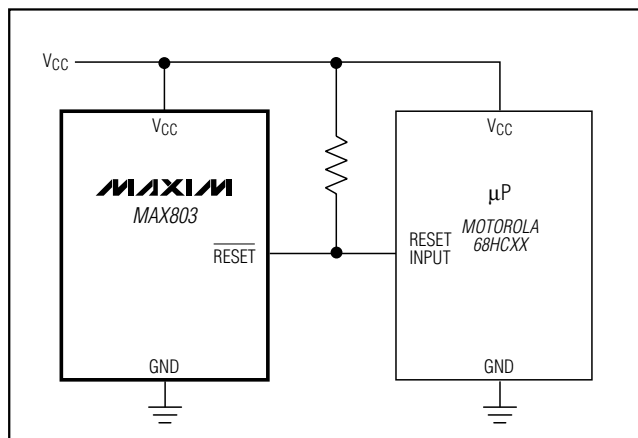 VCC
VCC
MAXIM
MAX803
RESET
GND
VCC
µP
MOTOROLA
68HCXX
RESET
INPUT
GND